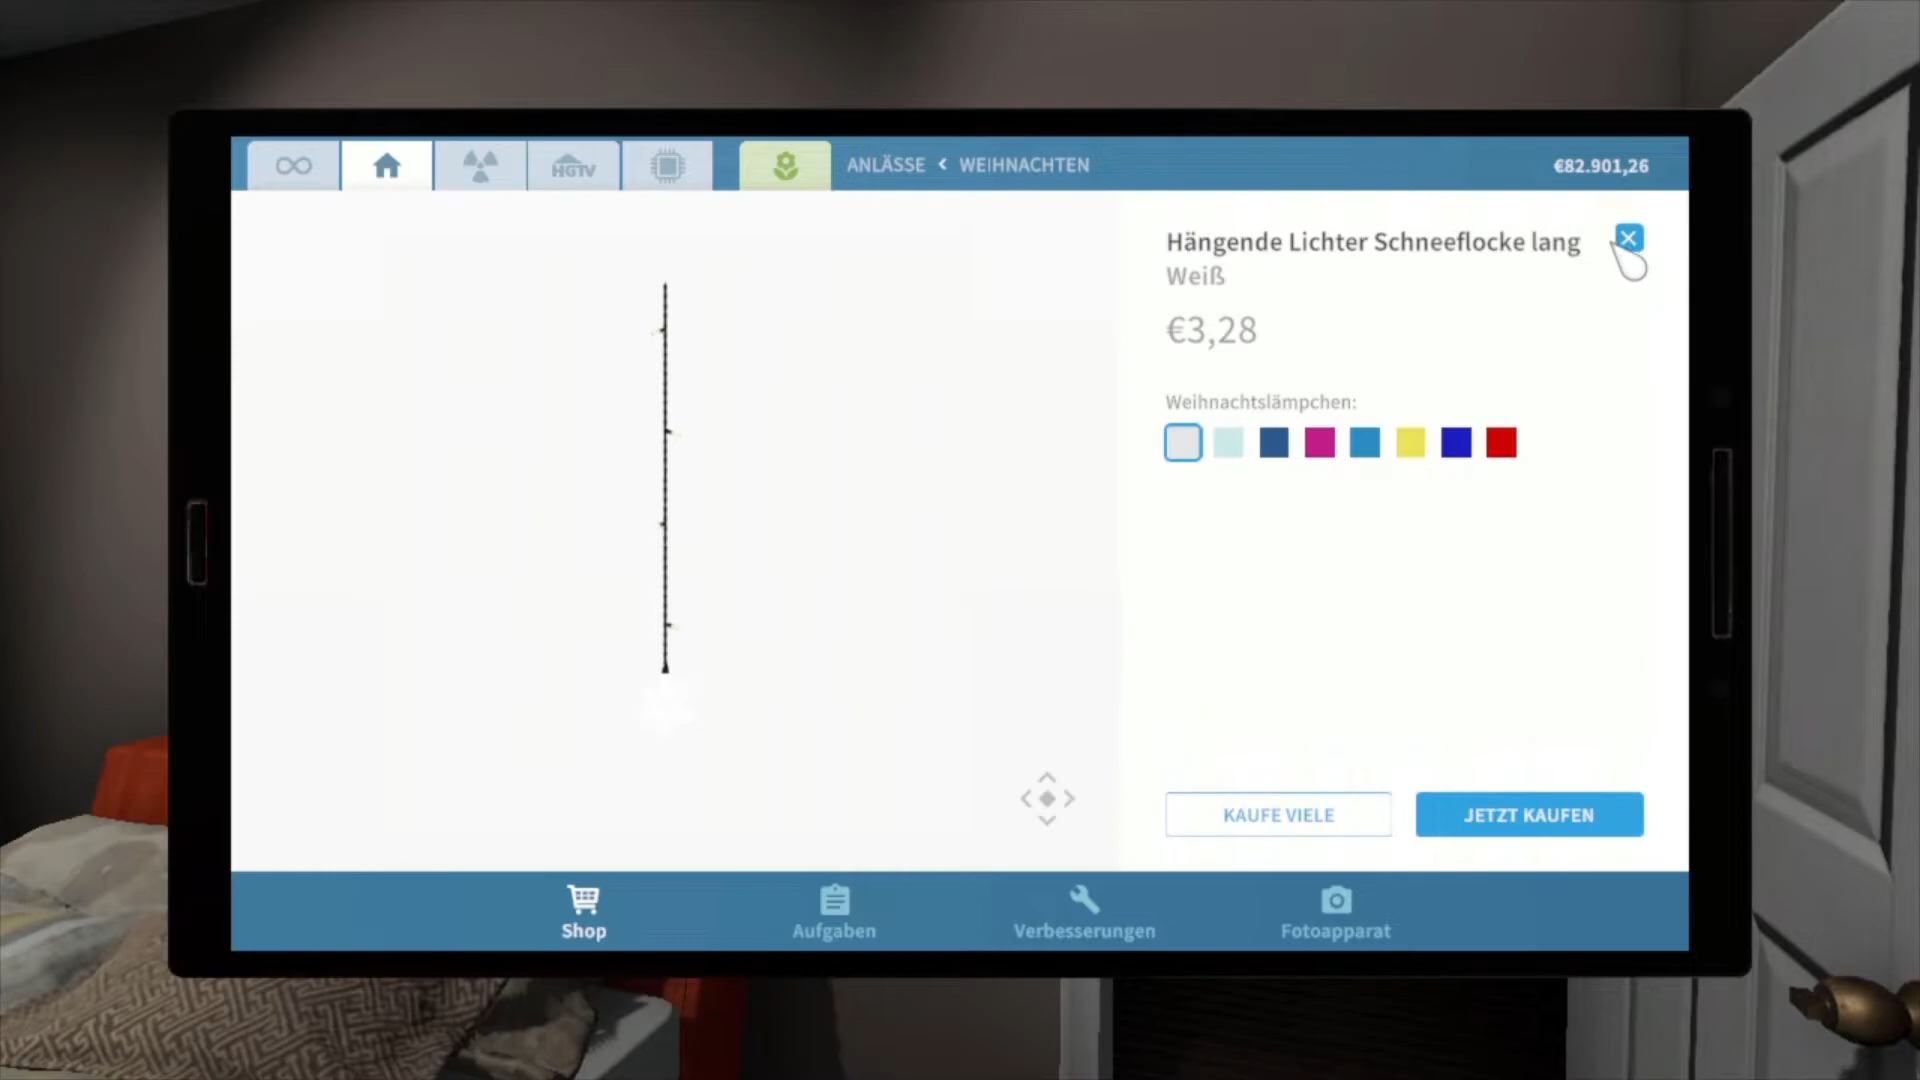 HGTV
ANLÄSSE < WEIHNACHTEN
€82.901,26
Hängende Lichter Schneeflocke lang
Weiß
€3,28
Weihnachtslämpchen:
KAUFE VIELE
JETZT KAUFEN
Shop
Aufgaben
Verbesserungen
Fotoapparat